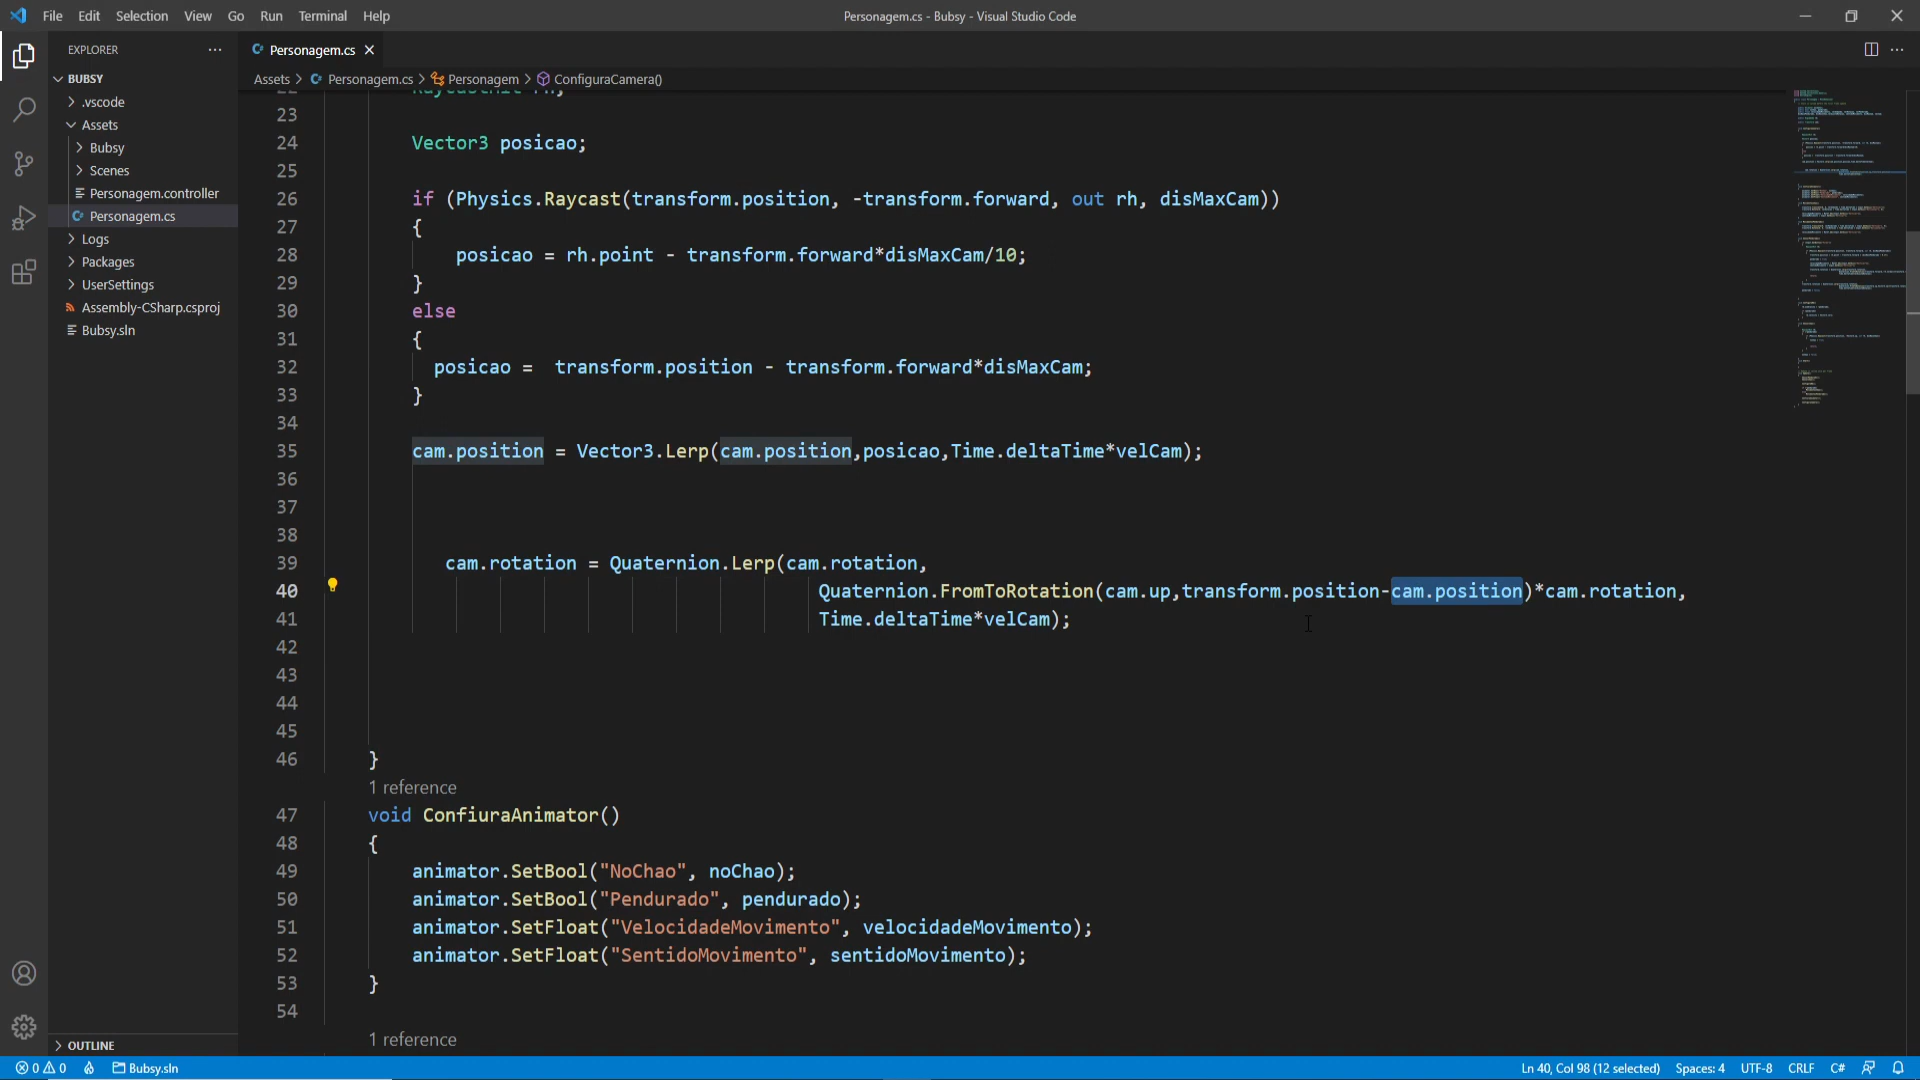 File Edit Selection View Go Run Terminal Help
Personagem.cs - Bubsy - Visual Studio Code
EXPLORER
Personagem.cs
BUBSY
Assets > Personagem.cs > Personagem > ConfiguraCamera()
.vscode
Assets
Bubsy
Scenes
Personagem.controller
Personagem.cs
Logs
Packages
UserSettings
Assembly-CSharp.csproj
Bubsy.sln
OUTLINE
22 RaycastHit rh;
23
24 Vector3 posicao;
25
26 if (Physics.Raycast(transform.position, -transform.forward, out rh, disMaxCam))
27 {
28 posicao = rh.point - transform.forward*disMaxCam/10;
29 }
30 else
31 {
32 posicao =  transform.position - transform.forward*disMaxCam;
33 }
34
35 cam.position = Vector3.Lerp(cam.position,posicao,Time.deltaTime*velCam);
36
37
38
39 cam.rotation = Quaternion.Lerp(cam.rotation,
40 Quaternion.FromToRotation(cam.up,transform.position-cam.position)*cam.rotation,
41 Time.deltaTime*velCam);
42
43
44
45
46 }
1 reference
47 void ConfiuraAnimator()
48 {
49 animator.SetBool("NoChao", noChao);
50 animator.SetBool("Pendurado", pendurado);
51 animator.SetFloat("VelocidadeMovimento", velocidadeMovimento);
52 animator.SetFloat("SentidoMovimento", sentidoMovimento);
53 }
54
1 reference
0 0 Bubsy.sln
Ln 40, Col 98 (12 selected) Spaces: 4 UTF-8 CRLF C#